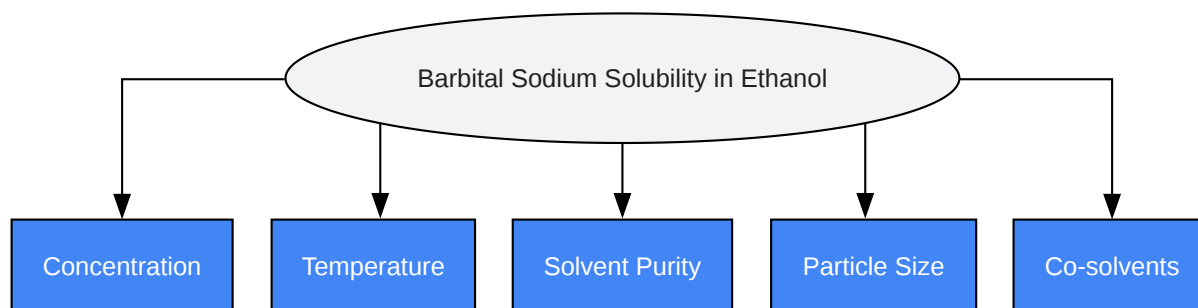 Barbital Sodium Solubility in Ethanol
Concentration
Temperature
Solvent Purity
Particle Size
Co-solvents